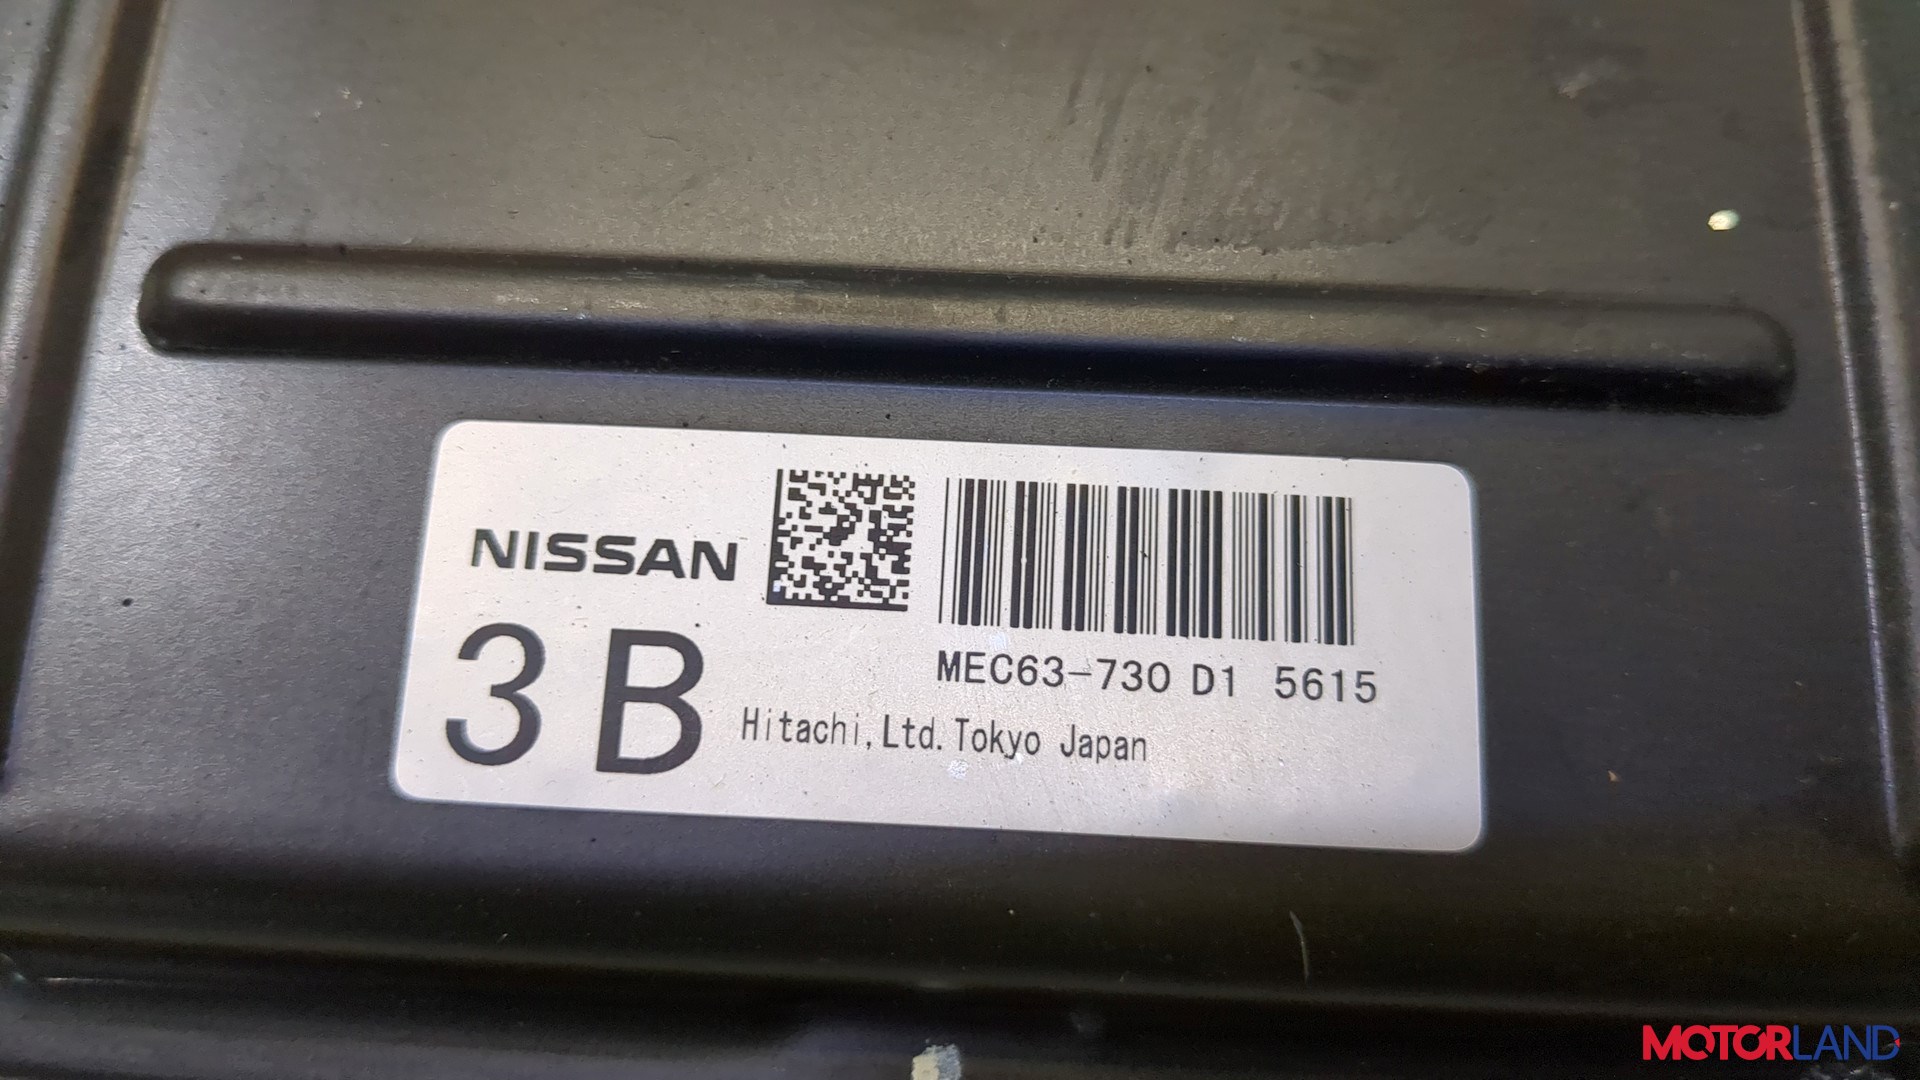 NISSAN
MEC63-730 D1 5615
3B
Hitachi,Ltd.Tokyo Japan
MOTORLAND